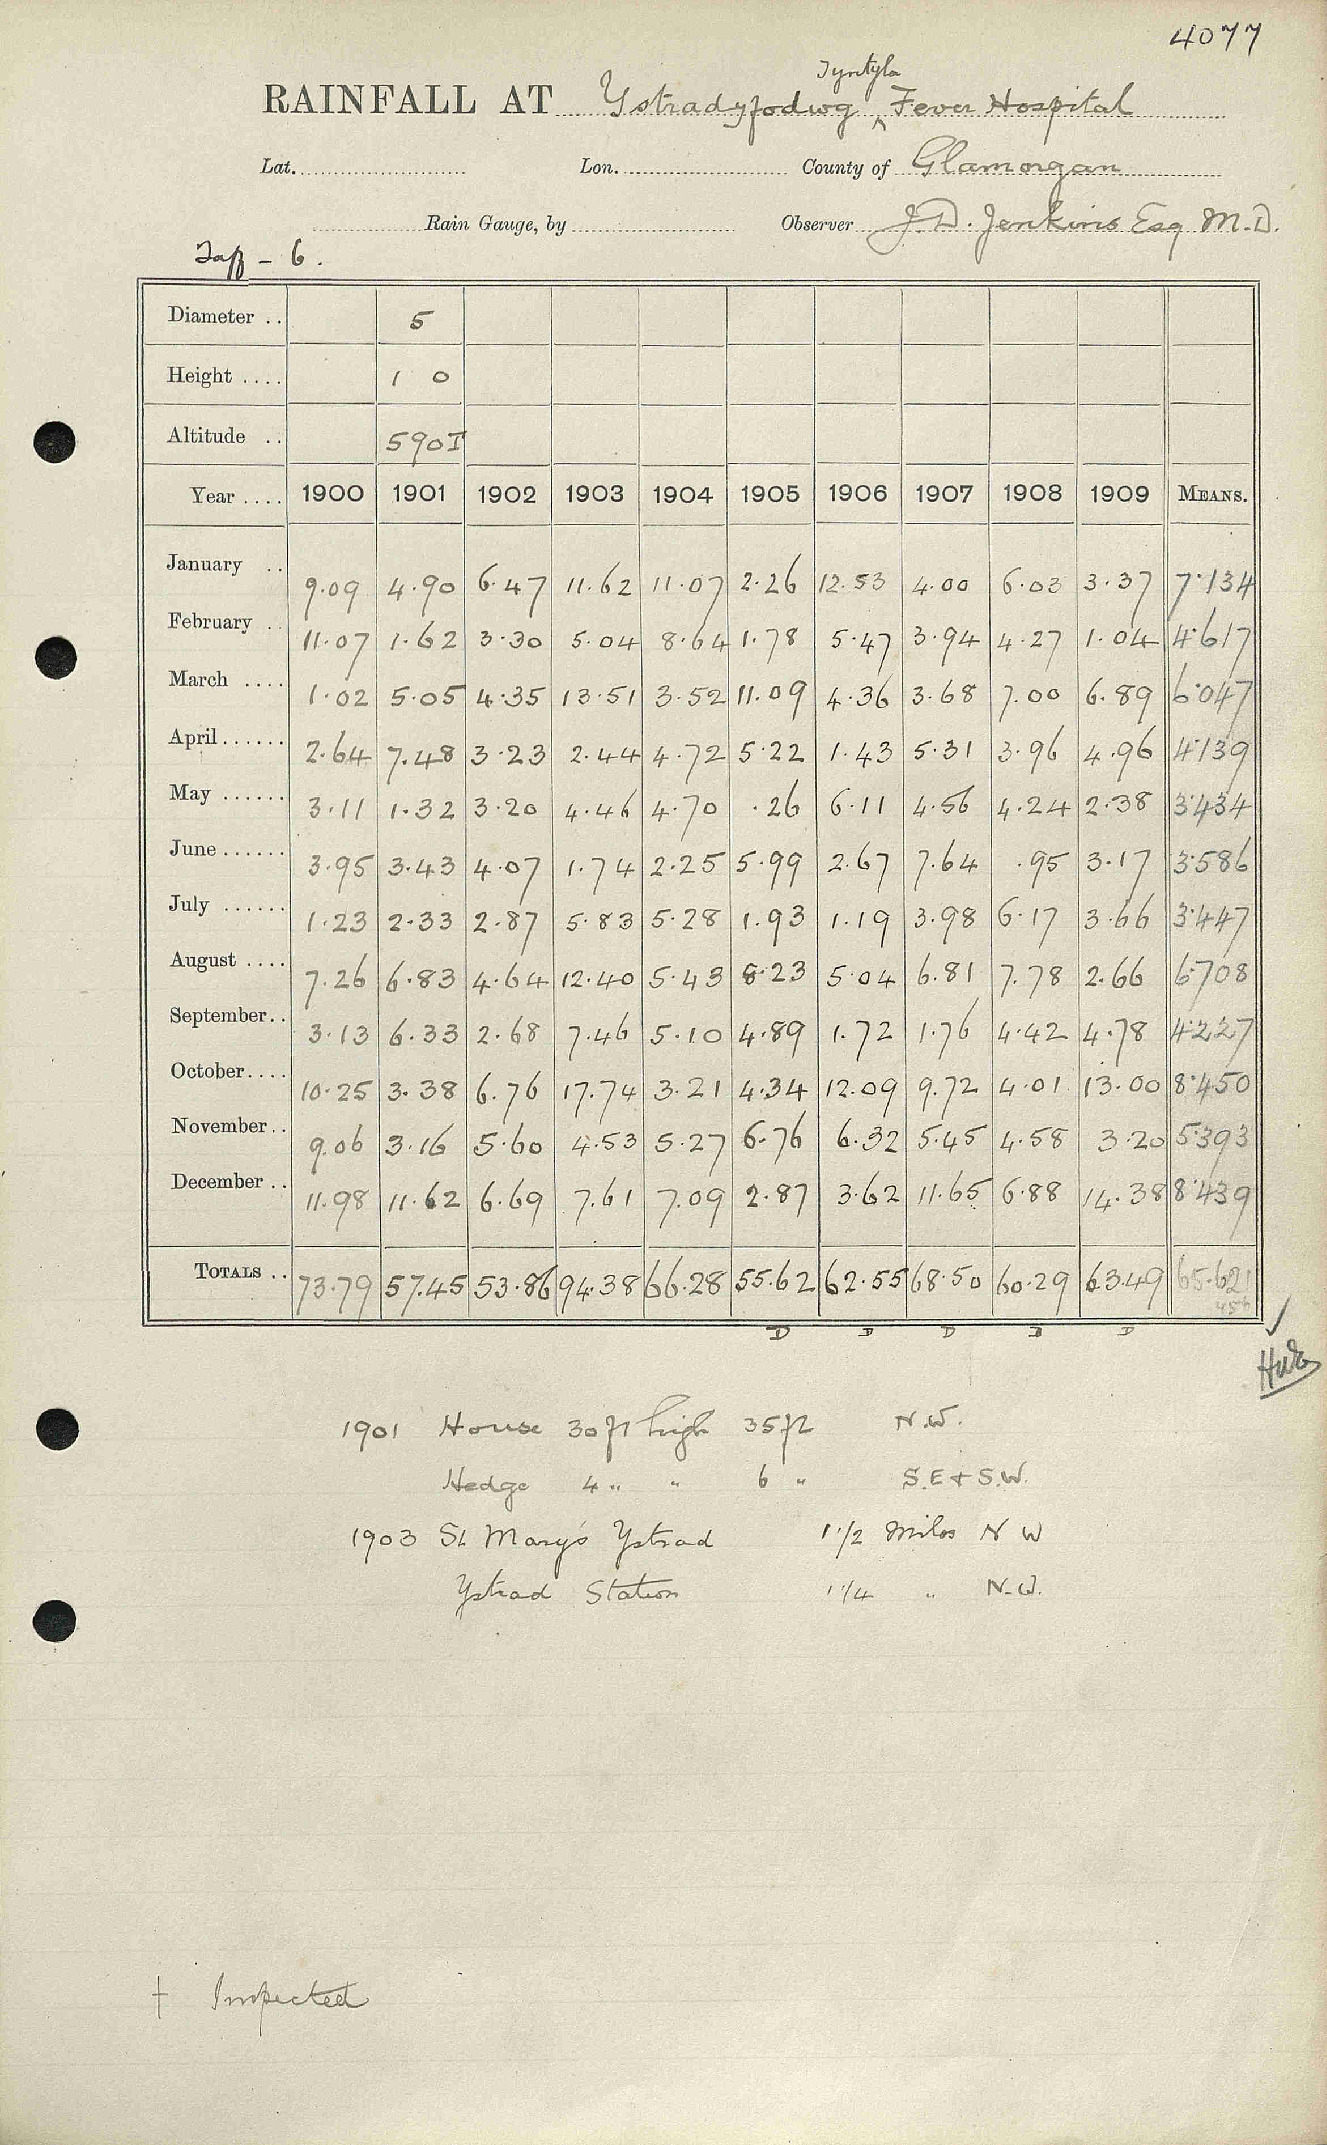 4077
Tyntyla
RAINFALL AT Ystradyfodwg ^ Fever Hospital
Lat. Lon. County of Glamorgan
Rain Gauge, by Observer J. D. Jenkins Esq M.D.
Taff - 6.
Diameter .. 5
Height .... 1 0
Altitude .. 590 I
Year .... 1900 1901 1902 1903 1904 1905 1906 1907 1908 1909 MEANS.
January .. 9.09 4.90 6.47 11.62 11.07 2.26 12.53 4.00 6.03 3.37 7.134
February .. 11.07 1.62 3.30 5.04 8.64 1.78 5.47 3.94 4.27 1.04 4.617
March .... 1.02 5.05 4.35 13.51 3.52 11.09 4.36 3.68 7.00 6.89 6.047
April ...... 2.64 7.48 3.23 2.44 4.72 5.22 1.43 5.31 3.96 4.96 4.139
May ...... 3.11 1.32 3.20 4.46 4.70 .26 6.11 4.56 4.24 2.38 3.434
June ...... 3.95 3.43 4.07 1.74 2.25 5.99 2.67 7.64 .95 3.17 3.586
July ...... 1.23 2.33 2.87 5.83 5.28 1.93 1.19 3.98 6.17 3.66 3.447
August .... 7.26 6.83 4.64 12.40 5.43 8.23 5.04 6.81 7.78 2.66 6.708
September .. 3.13 6.33 2.68 7.46 5.10 4.89 1.72 1.76 4.42 4.78 4.227
October .... 10.25 3.38 6.76 17.74 3.21 4.34 12.09 9.72 4.01 13.00 8.450
November .. 9.06 3.16 5.60 4.53 5.27 6.76 6.32 5.45 4.58 3.20 5.393
December .. 11.98 11.62 6.69 7.61 7.09 2.87 3.62 11.65 6.88 14.38 8.439
TOTALS .. 73.79 57.45 53.86 94.38 66.28 55.62 62.55 68.50 60.29 63.49 65.621
D D D D D
1901 House 30 ft high 35 ft N.W.
Hedge 4 " " 6 " S.E + S.W.
1903 St Mary's Ystrad 1 1/2 Miles N W
Ystrad Station 1 1/4 " N.W.
† Inspected